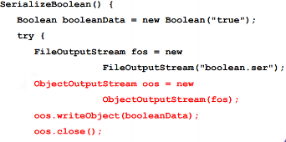 SerializeBoolean() {
Boolean booleanData = new Boolean("true");
try {
FileOutputStream fos = new
FileOutputStream("boolean.ser");
ObjectOutputStream oos = new
ObjectOutputStream(fos);
oos.writeObject(booleanData);
oos.close();